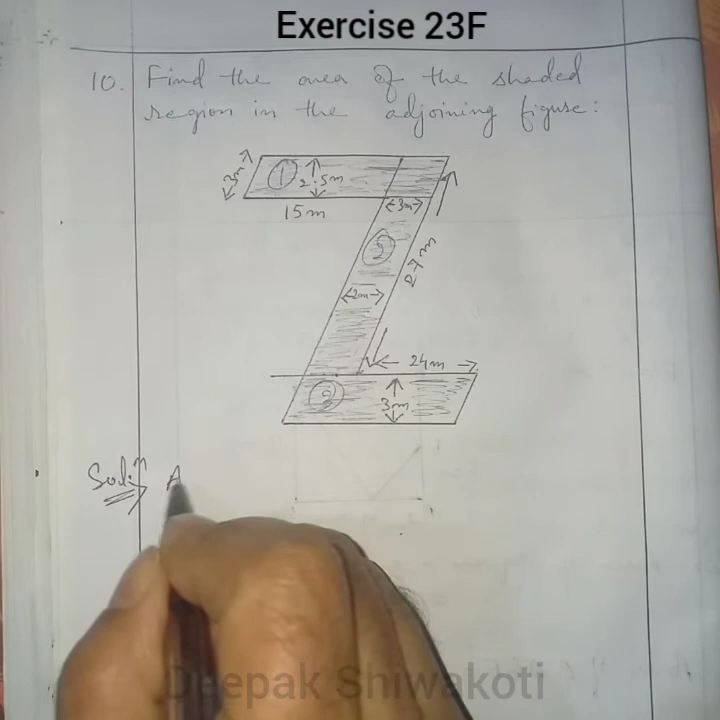 Exercise 23F
10. Find the area of the shaded
region in the adjoining figure:
3m
1
2.5m
15m
3m
2
27m
2m
24m
3
3m
Solⁿ A
Deepak Shiwakoti